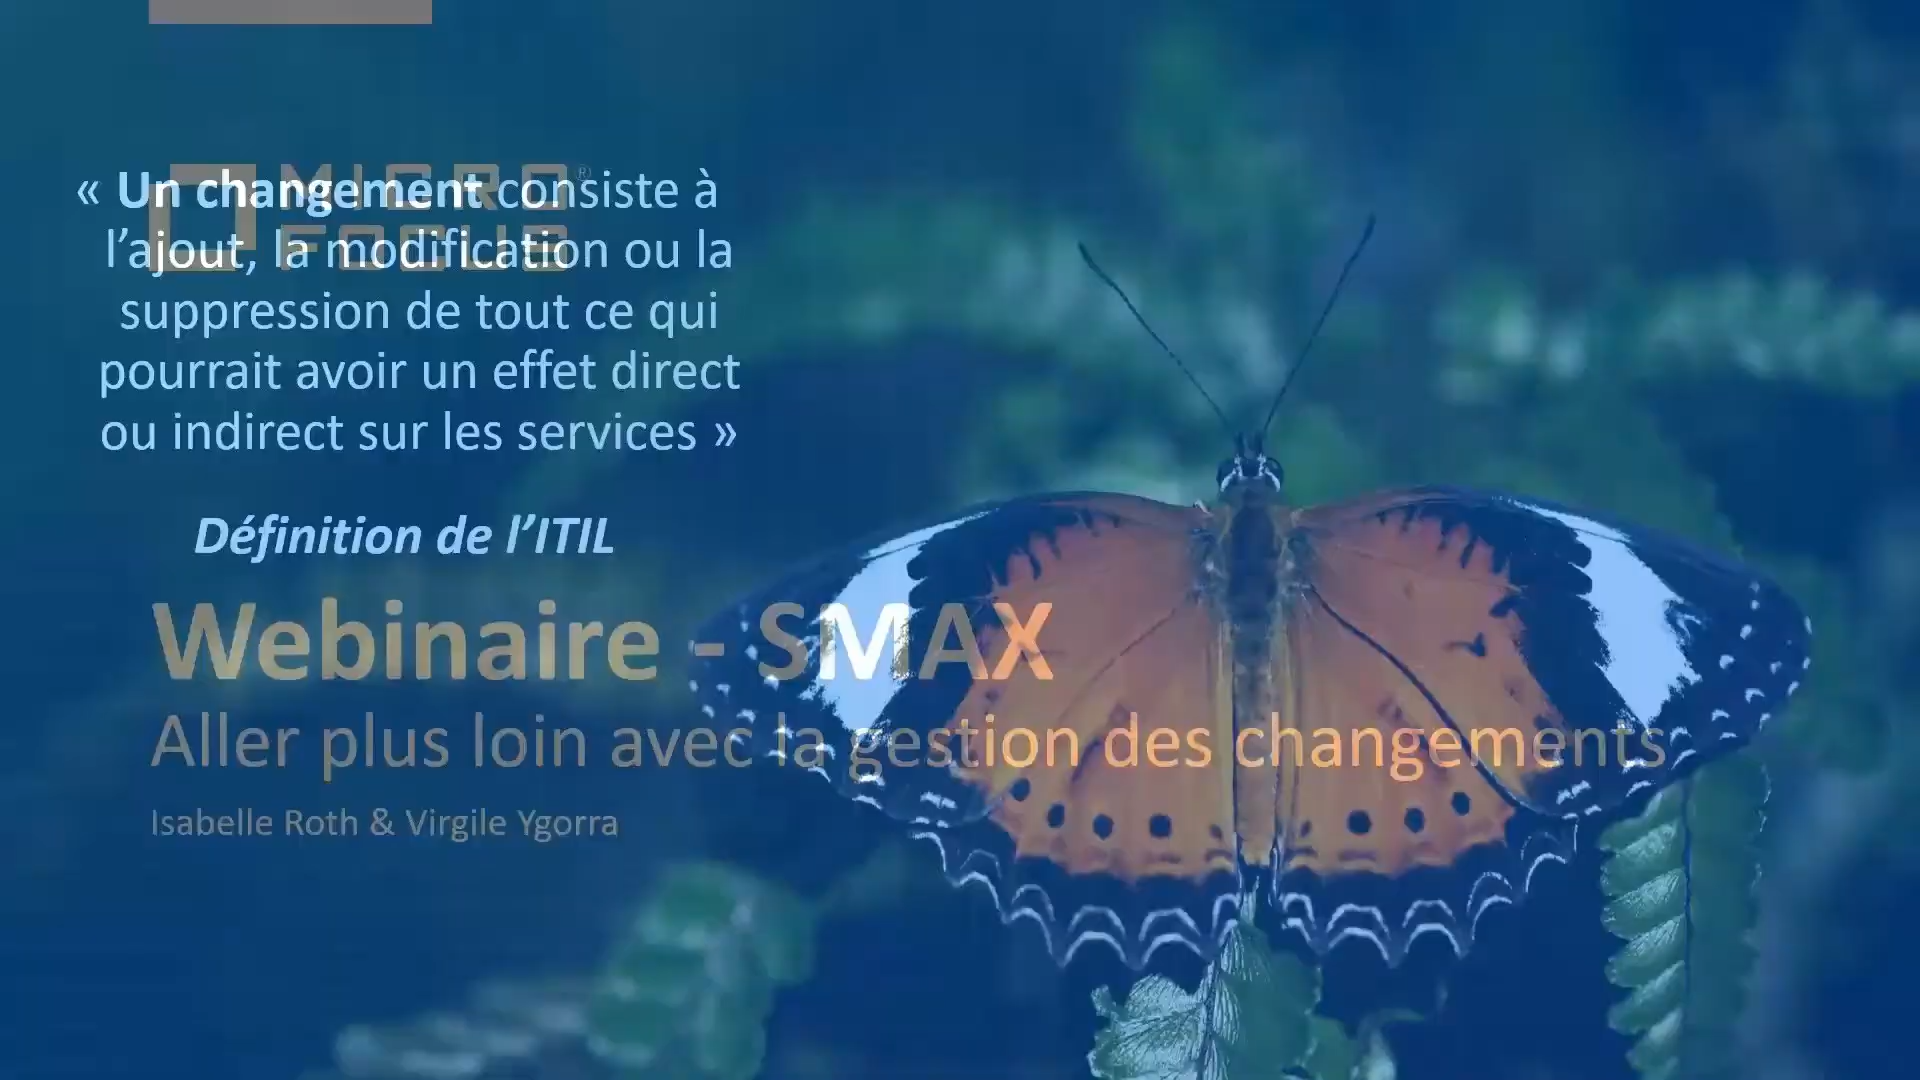 MICRO®
FOCUS
« Un changement consiste à
l’ajout, la modification ou la
suppression de tout ce qui
pourrait avoir un effet direct
ou indirect sur les services »
Définition de l’ITIL
Webinaire - SMAX
Aller plus loin avec la gestion des changements
Isabelle Roth & Virgile Ygorra